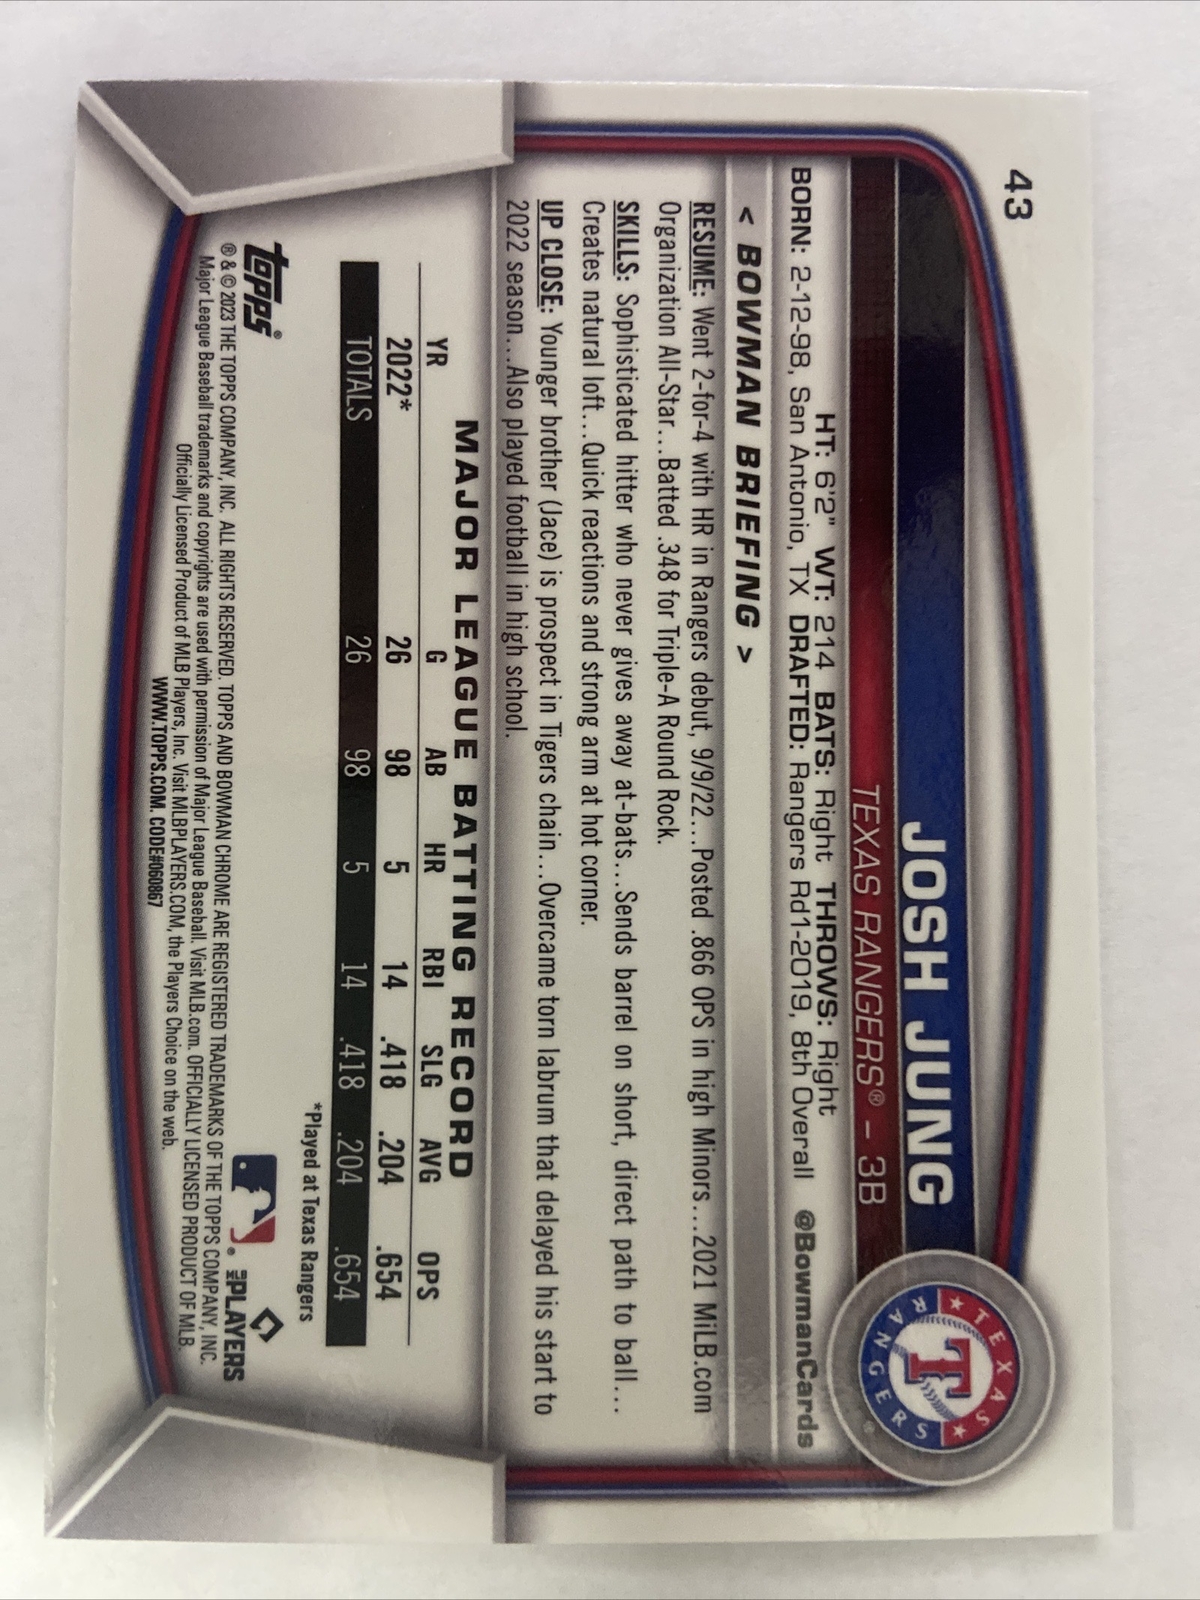 43
JOSH JUNG
TEXAS RANGERS® – 3B
TEXAS RANGERS
T
HT: 6'2" WT: 214 BATS: Right THROWS: Right
BORN: 2-12-98, San Antonio, TX DRAFTED: Rangers Rd1-2019, 8th Overall @BowmanCards
< BOWMAN BRIEFING >
RESUME: Went 2-for-4 with HR in Rangers debut, 9/9/22...Posted .866 OPS in high Minors...2021 MiLB.com
Organization All-Star...Batted .348 for Triple-A Round Rock.
SKILLS: Sophisticated hitter who never gives away at-bats...Sends barrel on short, direct path to ball...
Creates natural loft...Quick reactions and strong arm at hot corner.
UP CLOSE: Younger brother (Jace) is prospect in Tigers chain...Overcame torn labrum that delayed his start to
2022 season...Also played football in high school.
MAJOR LEAGUE BATTING RECORD
YR G AB HR RBI SLG AVG OPS
2022* 26 98 5 14 .418 .204 .654
TOTALS 26 98 5 14 .418 .204 .654
*Played at Texas Rangers
topps®
MLB PLAYERS
® & © 2023 THE TOPPS COMPANY, INC. ALL RIGHTS RESERVED. TOPPS AND BOWMAN CHROME ARE REGISTERED TRADEMARKS OF THE TOPPS COMPANY, INC.
Major League Baseball trademarks and copyrights are used with permission of Major League Baseball. Visit MLB.com. OFFICIALLY LICENSED PRODUCT OF MLB
Officially Licensed Product of MLB Players, Inc. Visit MLBPLAYERS.COM, the Players Choice on the web.
WWW.TOPPS.COM. CODE#060867